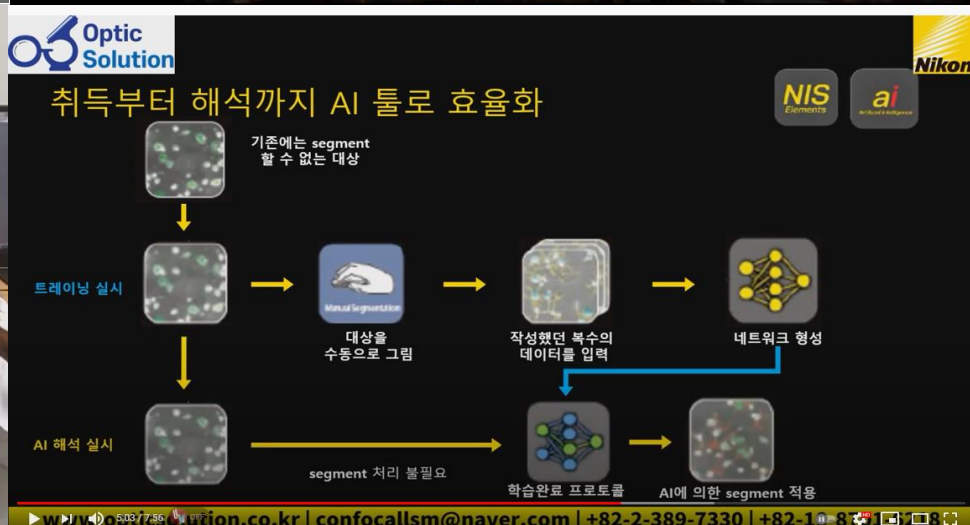 Optic
Solution
Nikon
취득부터 해석까지 AI 툴로 효율화
NIS
Elements
ai
기존에는 segment
할 수 없는 대상
트레이닝 실시
Manual Segmentation
대상을
수동으로 그림
작성했던 복수의
데이터를 입력
네트워크 형성
AI 해석 실시
segment 처리 불필요
학습완료 프로토콜
AI에 의한 segment 적용
5:03 / 7:56
ion.co.kr | confocallsm@naver.com | +82-2-389-7330 |